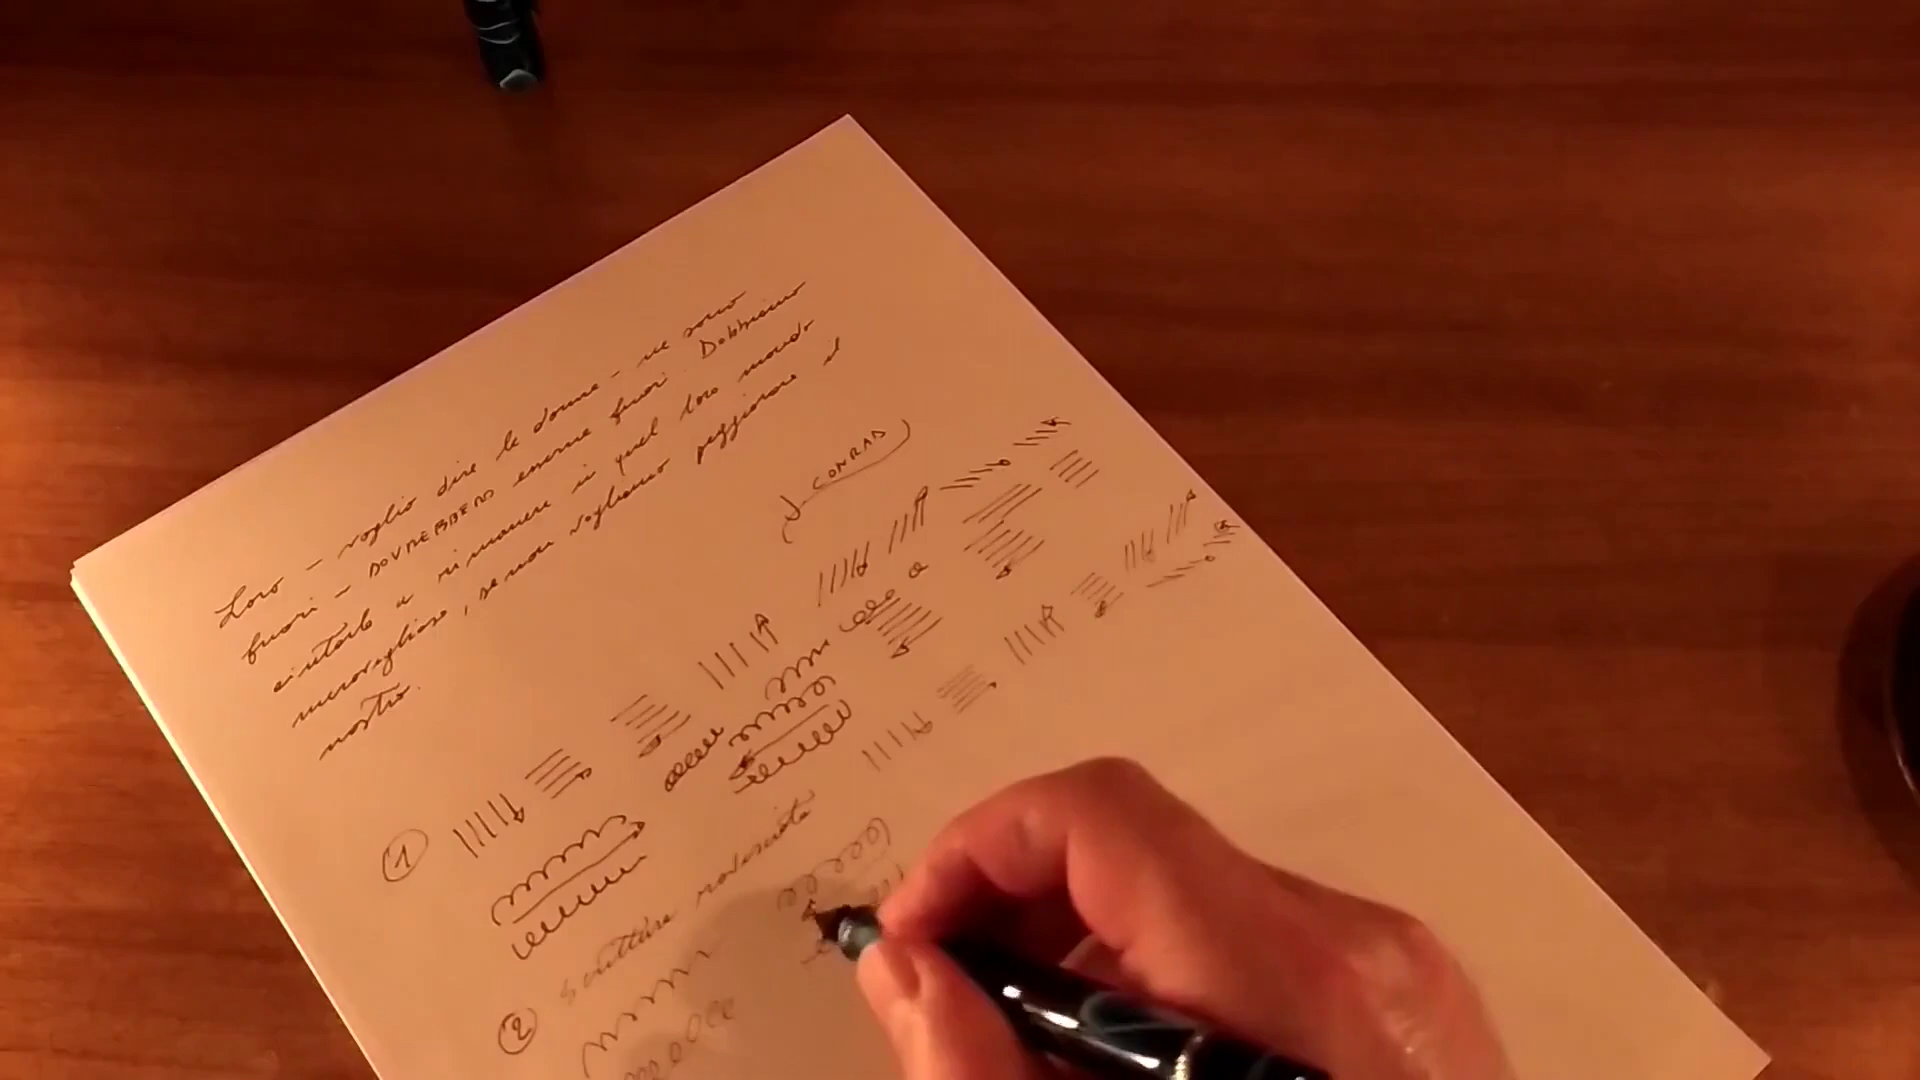 Loro - voglio dire le donne - ne sono
fuori - DOVREBBERO esserne fuori. Dobbiamo
aiutarle a rimanere in quel loro mondo
meraviglioso, se non vogliamo peggiorare il
nostro.
J. CONRAD
1
2 Scrittura rovesciata